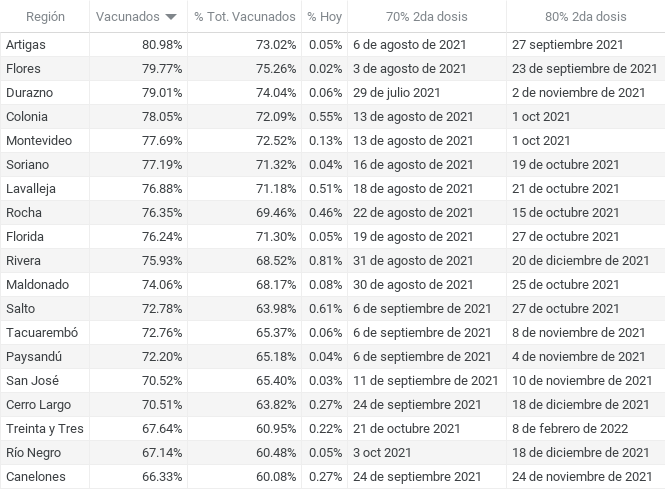 Región Vacunados % Tot. Vacunados % Hoy 70% 2da dosis 80% 2da dosis
Artigas 80.98% 73.02% 0.05% 6 de agosto de 2021 27 septiembre 2021
Flores 79.77% 75.26% 0.02% 3 de agosto de 2021 23 de septiembre de 2021
Durazno 79.01% 74.04% 0.06% 29 de julio 2021 2 de noviembre de 2021
Colonia 78.05% 72.09% 0.55% 13 de agosto de 2021 1 oct 2021
Montevideo 77.69% 72.52% 0.13% 13 de agosto de 2021 1 oct 2021
Soriano 77.19% 71.32% 0.04% 16 de agosto de 2021 19 de octubre 2021
Lavalleja 76.88% 71.18% 0.51% 18 de agosto de 2021 21 de octubre 2021
Rocha 76.35% 69.46% 0.46% 22 de agosto de 2021 15 de octubre 2021
Florida 76.24% 71.30% 0.05% 19 de agosto de 2021 27 de octubre 2021
Rivera 75.93% 68.52% 0.81% 31 de agosto de 2021 20 de diciembre de 2021
Maldonado 74.06% 68.17% 0.08% 30 de agosto de 2021 25 de octubre 2021
Salto 72.78% 63.98% 0.61% 6 de septiembre de 2021 27 de octubre 2021
Tacuarembó 72.76% 65.37% 0.06% 6 de septiembre de 2021 8 de noviembre de 2021
Paysandú 72.20% 65.18% 0.04% 6 de septiembre de 2021 4 de noviembre de 2021
San José 70.52% 65.40% 0.03% 11 de septiembre de 2021 10 de noviembre de 2021
Cerro Largo 70.51% 63.82% 0.27% 24 de septiembre 2021 18 de diciembre de 2021
Treinta y Tres 67.64% 60.95% 0.22% 21 de octubre 2021 8 de febrero de 2022
Río Negro 67.14% 60.48% 0.05% 3 oct 2021 18 de diciembre de 2021
Canelones 66.33% 60.08% 0.27% 24 de septiembre 2021 24 de noviembre de 2021